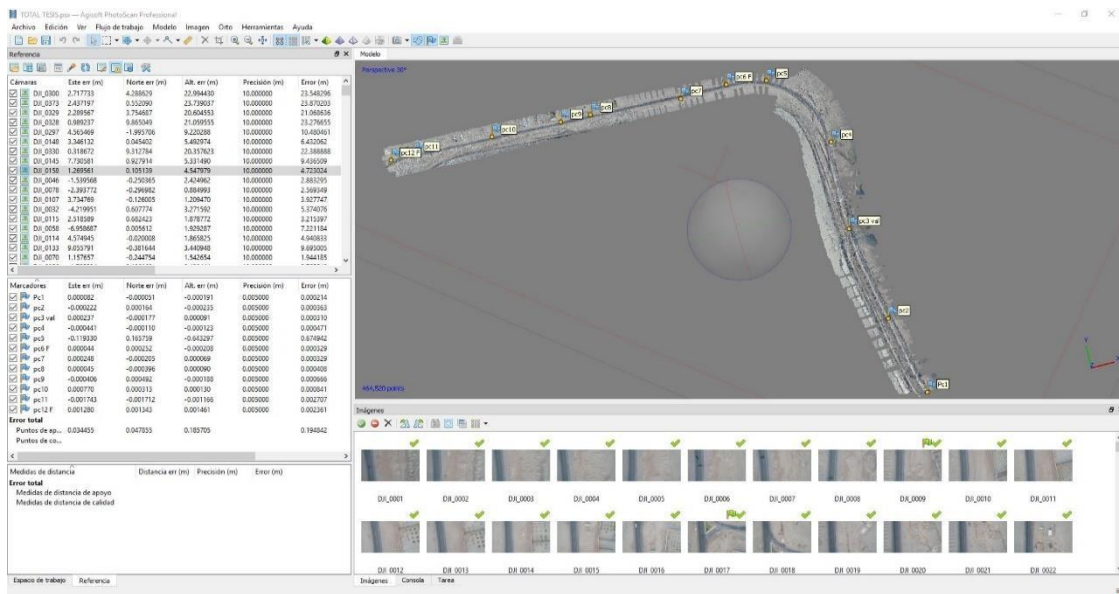 TOTAL TESIS.psx — Agisoft PhotoScan Professional
Archivo Edición Ver Flujo de trabajo Modelo Imagen Orto Herramientas Ayuda
Referencia
Cámaras Este err (m) Norte err (m) Alt. err (m) Precisión (m) Error (m)
DJI_0300 2.717733 4.288629 22.994430 10.000000 23.548296
DJI_0373 2.437197 0.552090 23.739037 10.000000 23.870203
DJI_0329 2.289567 3.754687 20.604553 10.000000 21.068636
DJI_0328 0.989237 9.865049 21.059555 10.000000 23.276655
DJI_0297 4.565469 -1.995706 9.220288 10.000000 10.480461
DJI_0148 3.346132 0.045402 5.492974 10.000000 6.432062
DJI_0330 0.318672 9.312784 20.357623 10.000000 22.388888
DJI_0145 7.730581 0.927914 5.331490 10.000000 9.436509
DJI_0158 1.269561 0.105139 4.547979 10.000000 4.723024
DJI_0046 -1.539568 -0.250365 2.424962 10.000000 2.883295
DJI_0078 -2.393772 -0.296982 0.884993 10.000000 2.569349
DJI_0107 3.734769 -0.126005 1.209470 10.000000 3.927747
DJI_0032 -4.219951 0.607774 3.271592 10.000000 5.374076
DJI_0115 2.518589 0.682423 1.878772 10.000000 3.215397
DJI_0058 -6.958687 0.005612 1.929287 10.000000 7.221184
DJI_0114 4.574945 -0.020008 1.865825 10.000000 4.940833
DJI_0133 9.055791 -0.381644 3.440948 10.000000 9.695005
DJI_0070 1.157657 -0.244754 1.542654 10.000000 1.944185
Marcadores Este err (m) Norte err (m) Alt. err (m) Precisión (m) Error (m)
Pc1 0.000082 -0.000051 -0.000191 0.005000 0.000214
pc2 -0.000222 0.000164 -0.000235 0.005000 0.000363
pc3 val 0.000237 -0.000177 0.000091 0.005000 0.000310
pc4 -0.000441 -0.000110 -0.000123 0.005000 0.000471
pc5 -0.119330 0.165759 -0.643297 0.005000 0.674942
pc6 F 0.000044 0.000252 -0.000208 0.005000 0.000329
pc7 0.000248 -0.000205 0.000069 0.005000 0.000329
pc8 0.000045 -0.000396 0.000090 0.005000 0.000408
pc9 -0.000406 0.000492 -0.000188 0.005000 0.000666
pc10 0.000770 0.000313 0.000130 0.005000 0.000841
pc11 -0.001743 -0.001712 -0.001166 0.005000 0.002707
pc12 F 0.001280 0.001343 0.001461 0.005000 0.002361
Error total
Puntos de ap... 0.034455 0.047855 0.185705 0.194842
Puntos de co...
Medidas de distancia Distancia err (m) Precisión (m) Error (m)
Error total
Medidas de distancia de apoyo
Medidas de distancia de calidad
Espacio de trabajo Referencia
Modelo
Perspective 30°
pc6 F pc5
pc7
pc8
pc9
pc10
pc11
pc12 F
pc4
pc3 val
pc2
Pc1
Y
X
Z
points
Imágenes
DJI_0001 DJI_0002 DJI_0003 DJI_0004 DJI_0005 DJI_0006 DJI_0007 DJI_0008 DJI_0009 DJI_0010 DJI_0011
DJI_0012 DJI_0013 DJI_0014 DJI_0015 DJI_0016 DJI_0017 DJI_0018 DJI_0019 DJI_0020 DJI_0021 DJI_0022
Imágenes Consola Tarea